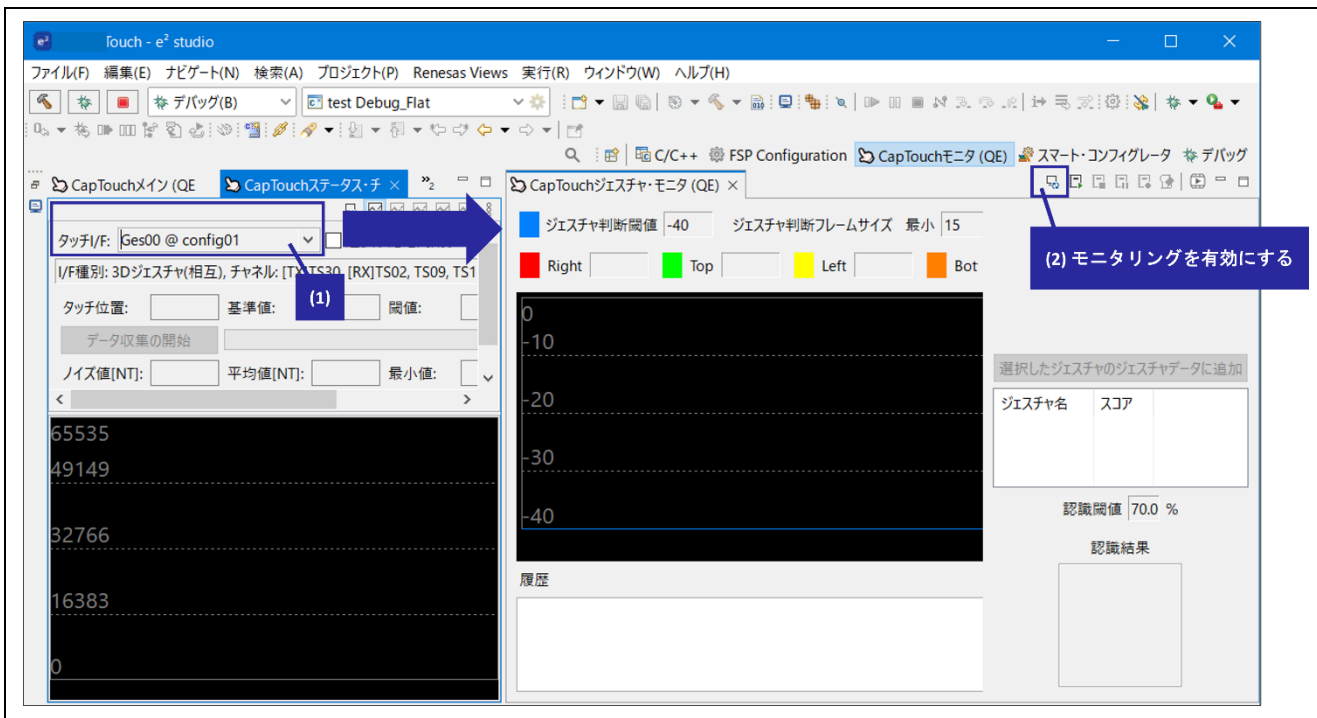 Touch - e² studio
ファイル(F) 編集(E) ナビゲート(N) 検索(A) プロジェクト(P) Renesas Views 実行(R) ウィンドウ(W) ヘルプ(H)
デバッグ(B) test Debug_Flat
C/C++ FSP Configuration CapTouchモニタ (QE) スマート・コンフィグレータ デバッグ
CapTouchメイン (QE CapTouchステータス・チ × »2
CapTouchジェスチャ・モニタ (QE) ×
タッチI/F: Ges00 @ config01
I/F種別: 3Dジェスチャ(相互), チャネル: [TX]TS30, [RX]TS02, TS09, TS1
(1)
タッチ位置: 基準値: 閾値:
データ収集の開始
ノイズ値[NT]: 平均値[NT]: 最小値:
65535
49149
32766
16383
0
ジェスチャ判断閾値 -40 ジェスチャ判断フレームサイズ 最小 15
Right Top Left Bot
(2) モニタリングを有効にする
0
-10
-20
-30
-40
履歴
選択したジェスチャのジェスチャデータに追加
ジェスチャ名 スコア
認識閾値 70.0 %
認識結果